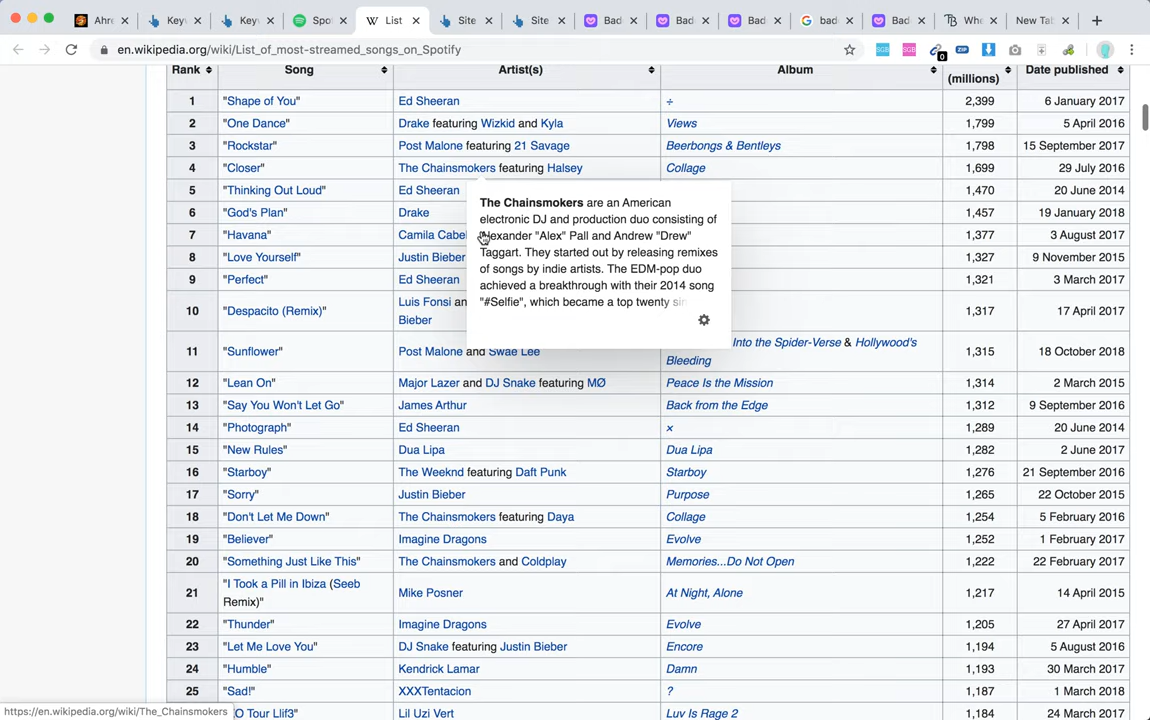 Ahre
Keyv
Keyv
Spot
W List
Site
Site
Bad
Bad
Bad
bade
Bad
Whe
New Tab
en.wikipedia.org/wiki/List_of_most-streamed_songs_on_Spotify
SGB SGB 0 ZIP
Rank Song Artist(s) Album (millions) Date published
1 "Shape of You" Ed Sheeran ÷ 2,399 6 January 2017
2 "One Dance" Drake featuring Wizkid and Kyla Views 1,799 5 April 2016
3 "Rockstar" Post Malone featuring 21 Savage Beerbongs & Bentleys 1,798 15 September 2017
4 "Closer" The Chainsmokers featuring Halsey Collage 1,699 29 July 2016
5 "Thinking Out Loud" Ed Sheeran 1,470 20 June 2014
6 "God's Plan" Drake 1,457 19 January 2018
7 "Havana" Camila Cabel 1,377 3 August 2017
8 "Love Yourself" Justin Bieber 1,327 9 November 2015
9 "Perfect" Ed Sheeran 1,321 3 March 2017
10 "Despacito (Remix)" Luis Fonsi an 1,317 17 April 2017
Bieber
The Chainsmokers are an American
electronic DJ and production duo consisting of
Alexander "Alex" Pall and Andrew "Drew"
Taggart. They started out by releasing remixes
of songs by indie artists. The EDM-pop duo
achieved a breakthrough with their 2014 song
"#Selfie", which became a top twenty sin
11 "Sunflower" Post Malone and Swae Lee Into the Spider-Verse & Hollywood's 1,315 18 October 2018
Bleeding
12 "Lean On" Major Lazer and DJ Snake featuring MØ Peace Is the Mission 1,314 2 March 2015
13 "Say You Won't Let Go" James Arthur Back from the Edge 1,312 9 September 2016
14 "Photograph" Ed Sheeran × 1,289 20 June 2014
15 "New Rules" Dua Lipa Dua Lipa 1,282 2 June 2017
16 "Starboy" The Weeknd featuring Daft Punk Starboy 1,276 21 September 2016
17 "Sorry" Justin Bieber Purpose 1,265 22 October 2015
18 "Don't Let Me Down" The Chainsmokers featuring Daya Collage 1,254 5 February 2016
19 "Believer" Imagine Dragons Evolve 1,252 1 February 2017
20 "Something Just Like This" The Chainsmokers and Coldplay Memories...Do Not Open 1,222 22 February 2017
21 "I Took a Pill in Ibiza (Seeb Mike Posner At Night, Alone 1,217 14 April 2015
Remix)"
22 "Thunder" Imagine Dragons Evolve 1,205 27 April 2017
23 "Let Me Love You" DJ Snake featuring Justin Bieber Encore 1,194 5 August 2016
24 "Humble" Kendrick Lamar Damn 1,193 30 March 2017
25 "Sad!" XXXTentacion ? 1,187 1 March 2018
O Tour Llif3" Lil Uzi Vert Luv Is Rage 2 1,184 24 March 2017
https://en.wikipedia.org/wiki/The_Chainsmokers